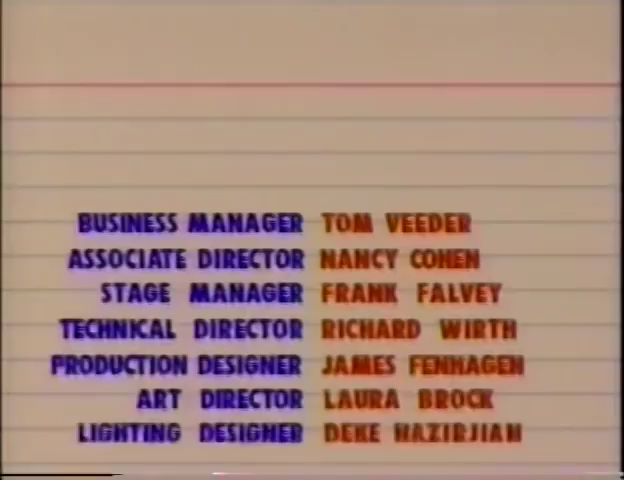 BUSINESS MANAGER TOM VEEDER
ASSOCIATE DIRECTOR NANCY COHEN
STAGE MANAGER FRANK FALVEY
TECHNICAL DIRECTOR RICHARD WIRTH
PRODUCTION DESIGNER JAMES FENHAGEN
ART DIRECTOR LAURA BROCK
LIGHTING DESIGNER DEKE HAZIRJIAN